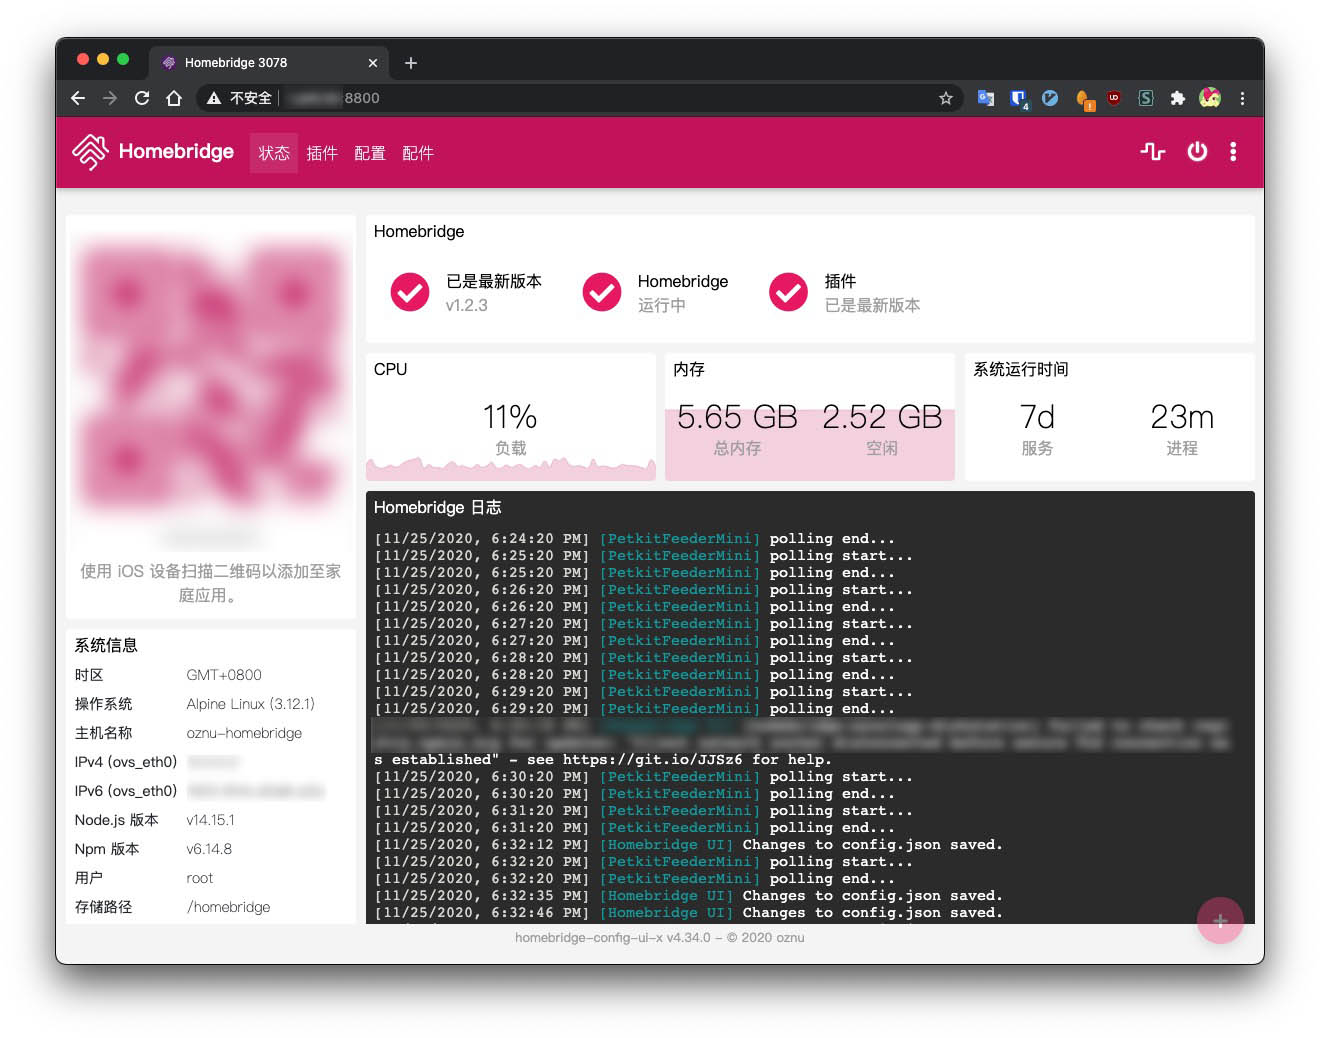 Homebridge 3078
不安全
8800
4
Homebridge
状态 插件 配置 配件
使用 iOS 设备扫描二维码以添加至家
庭应用。
系统信息
时区 GMT+0800
操作系统 Alpine Linux (3.12.1)
主机名称 oznu-homebridge
IPv4 (ovs_eth0)
IPv6 (ovs_eth0)
Node.js 版本 v14.15.1
Npm 版本 v6.14.8
用户 root
存储路径 /homebridge
Homebridge
已是最新版本
v1.2.3
Homebridge
运行中
插件
已是最新版本
CPU
11%
负载
内存
5.65 GB 2.52 GB
总内存 空闲
系统运行时间
7d 23m
服务 进程
Homebridge 日志
[11/25/2020, 6:24:20 PM] [PetkitFeederMini] polling end...
[11/25/2020, 6:25:20 PM] [PetkitFeederMini] polling start...
[11/25/2020, 6:25:20 PM] [PetkitFeederMini] polling end...
[11/25/2020, 6:26:20 PM] [PetkitFeederMini] polling start...
[11/25/2020, 6:26:20 PM] [PetkitFeederMini] polling end...
[11/25/2020, 6:27:20 PM] [PetkitFeederMini] polling start...
[11/25/2020, 6:27:20 PM] [PetkitFeederMini] polling end...
[11/25/2020, 6:28:20 PM] [PetkitFeederMini] polling start...
[11/25/2020, 6:28:20 PM] [PetkitFeederMini] polling end...
[11/25/2020, 6:29:20 PM] [PetkitFeederMini] polling start...
[11/25/2020, 6:29:20 PM] [PetkitFeederMini] polling end...
s established" - see https://git.io/JJSz6 for help.
[11/25/2020, 6:30:20 PM] [PetkitFeederMini] polling start...
[11/25/2020, 6:30:20 PM] [PetkitFeederMini] polling end...
[11/25/2020, 6:31:20 PM] [PetkitFeederMini] polling start...
[11/25/2020, 6:31:20 PM] [PetkitFeederMini] polling end...
[11/25/2020, 6:32:12 PM] [Homebridge UI] Changes to config.json saved.
[11/25/2020, 6:32:20 PM] [PetkitFeederMini] polling start...
[11/25/2020, 6:32:20 PM] [PetkitFeederMini] polling end...
[11/25/2020, 6:32:35 PM] [Homebridge UI] Changes to config.json saved.
[11/25/2020, 6:32:46 PM] [Homebridge UI] Changes to config.json saved.
homebridge-config-ui-x v4.34.0 - © 2020 oznu